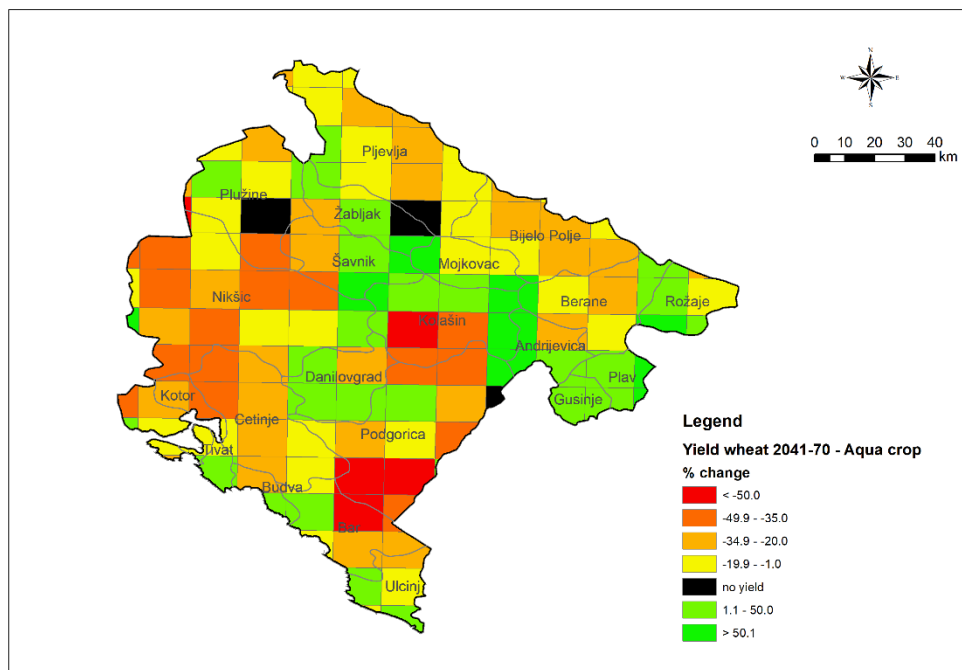 N
W E
S
0 10 20 30 40
km
Pljevlja
Plužine
Žabljak
Bijelo Polje
Šavnik
Mojkovac
Nikšic
Berane
Rožaje
Kolašin
Andrijevica
Danilovgrad
Plav
Kotor
Gusinje
Cetinje
Podgorica
Tivat
Budva
Bar
Ulcinj
Legend
Yield wheat 2041-70 - Aqua crop
% change
< -50.0
-49.9 - -35.0
-34.9 - -20.0
-19.9 - -1.0
no yield
1.1 - 50.0
> 50.1